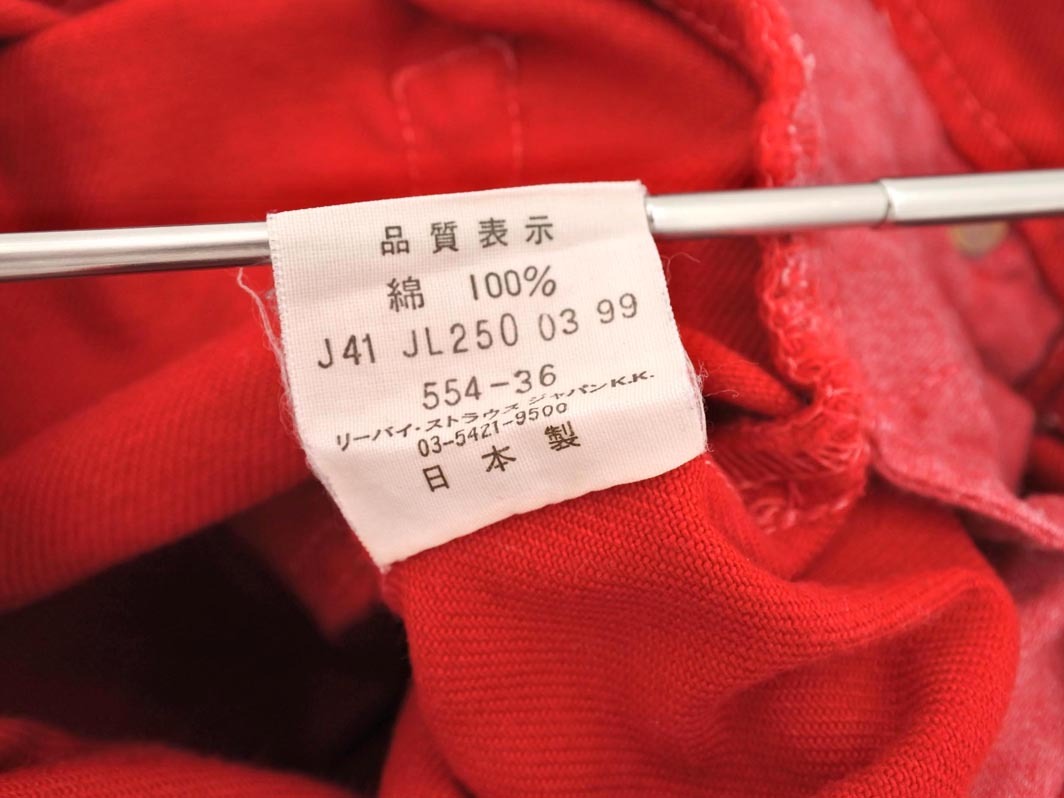 品質表示
綿 100%
J41 JL250 03 99
554-36
リーバイ・ストラウス ジャパンK.K.
03-5421-9500
日本製